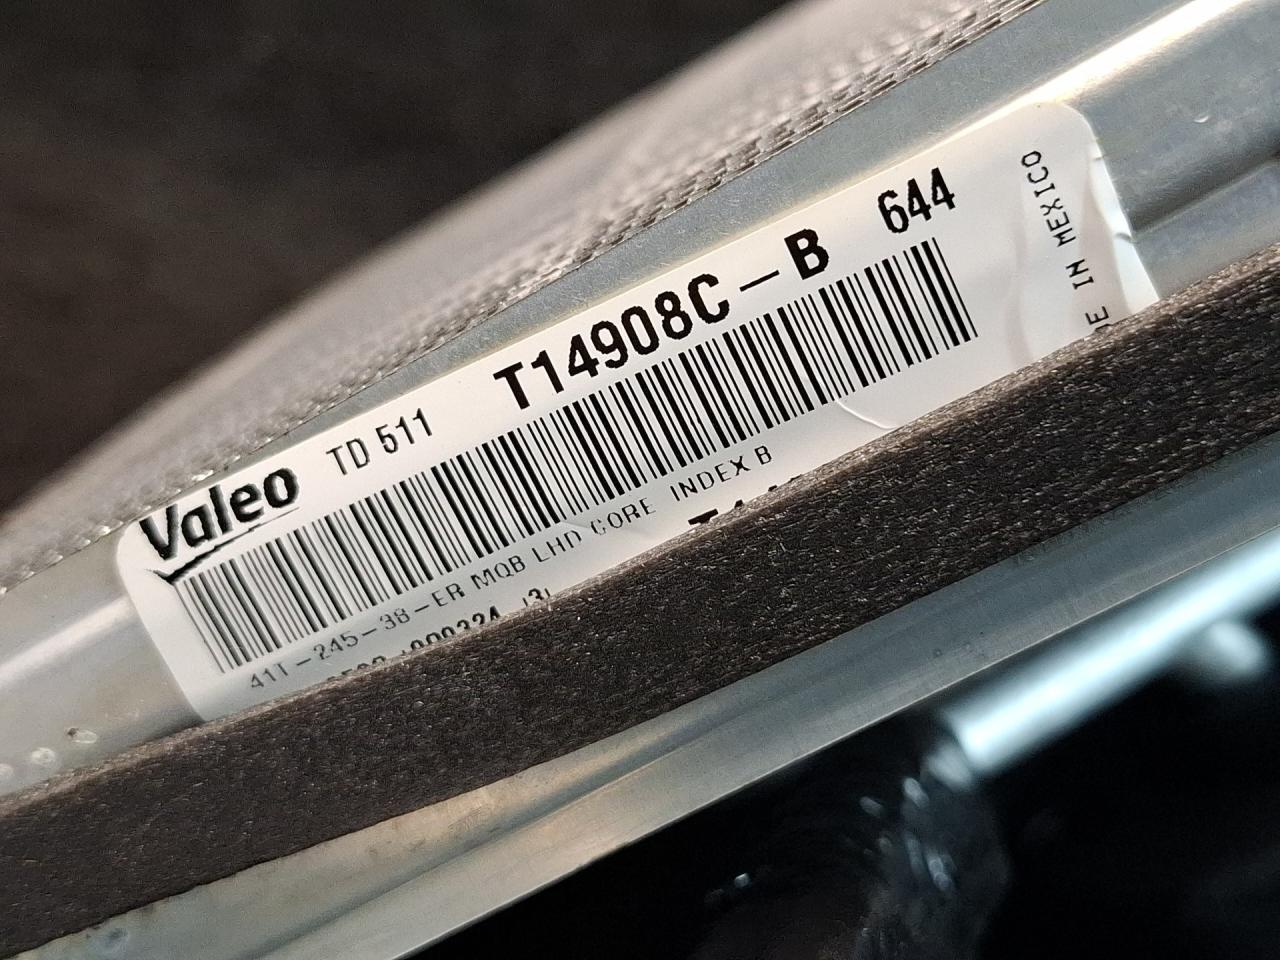 Valeo TD 511 T14908C-B 644
41T-245-38-ER MQB LHD CORE INDEX B
IN MEXICO